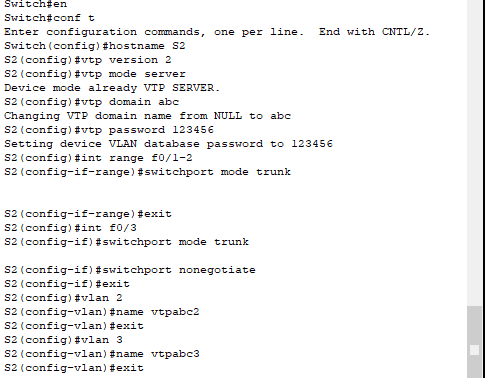 Switch#en
Switch#conf t
Enter configuration commands, one per line.  End with CNTL/Z.
Switch(config)#hostname S2
S2(config)#vtp version 2
S2(config)#vtp mode server
Device mode already VTP SERVER.
S2(config)#vtp domain abc
Changing VTP domain name from NULL to abc
S2(config)#vtp password 123456
Setting device VLAN database password to 123456
S2(config)#int range f0/1-2
S2(config-if-range)#switchport mode trunk
S2(config-if-range)#exit
S2(config)#int f0/3
S2(config-if)#switchport mode trunk
S2(config-if)#switchport nonegotiate
S2(config-if)#exit
S2(config)#vlan 2
S2(config-vlan)#name vtpabc2
S2(config-vlan)#exit
S2(config)#vlan 3
S2(config-vlan)#name vtpabc3
S2(config-vlan)#exit